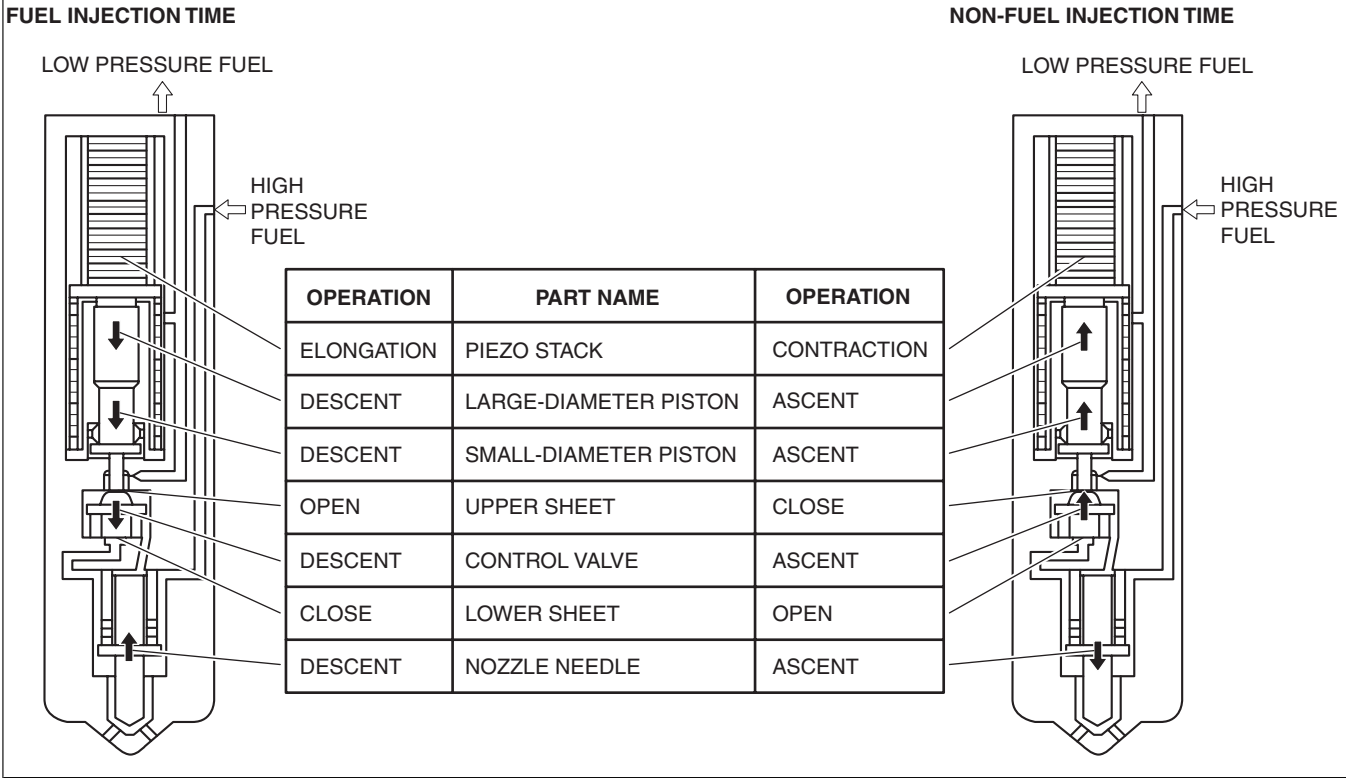 FUEL INJECTION TIME
NON-FUEL INJECTION TIME
LOW PRESSURE FUEL
LOW PRESSURE FUEL
HIGH
PRESSURE
FUEL
HIGH
PRESSURE
FUEL
OPERATION PART NAME OPERATION
ELONGATION PIEZO STACK CONTRACTION
DESCENT LARGE-DIAMETER PISTON ASCENT
DESCENT SMALL-DIAMETER PISTON ASCENT
OPEN UPPER SHEET CLOSE
DESCENT CONTROL VALVE ASCENT
CLOSE LOWER SHEET OPEN
DESCENT NOZZLE NEEDLE ASCENT